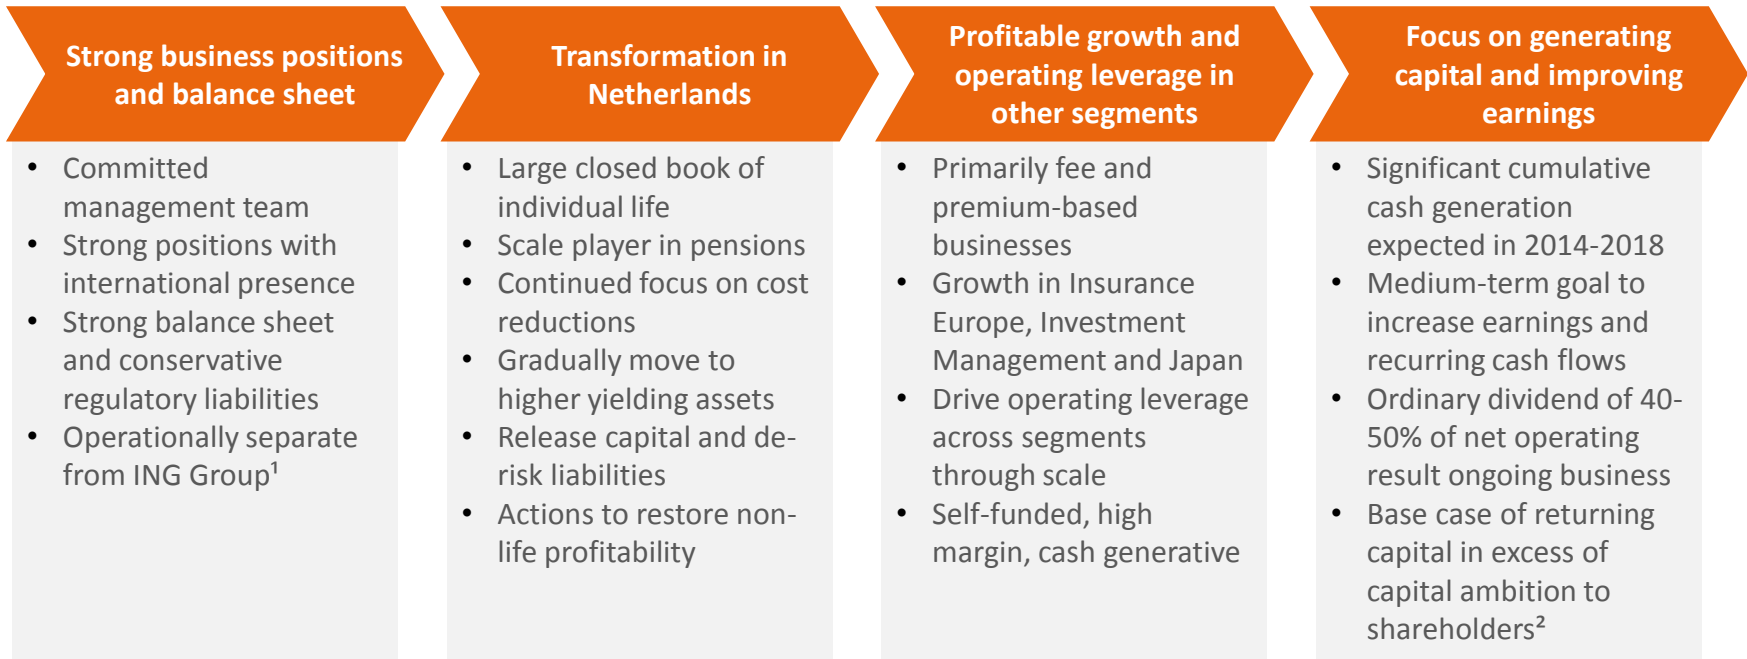 Strong business positions
and balance sheet
• Committed
management team
• Strong positions with
international presence
• Strong balance sheet
and conservative
regulatory liabilities
• Operationally separate
from ING Group¹
Transformation in
Netherlands
• Large closed book of
individual life
• Scale player in pensions
• Continued focus on cost
reductions
• Gradually move to
higher yielding assets
• Release capital and de-
risk liabilities
• Actions to restore non-
life profitability
Profitable growth and
operating leverage in
other segments
• Primarily fee and
premium-based
businesses
• Growth in Insurance
Europe, Investment
Management and Japan
• Drive operating leverage
across segments
through scale
• Self-funded, high
margin, cash generative
Focus on generating
capital and improving
earnings
• Significant cumulative
cash generation
expected in 2014-2018
• Medium-term goal to
increase earnings and
recurring cash flows
• Ordinary dividend of 40-
50% of net operating
result ongoing business
• Base case of returning
capital in excess of
capital ambition to
shareholders²